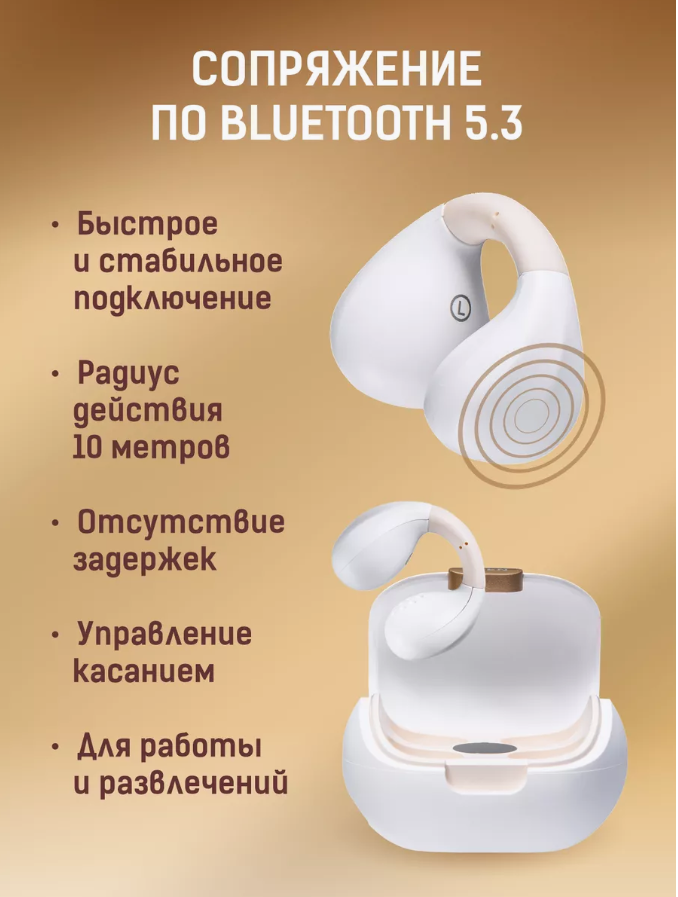 СОПРЯЖЕНИЕ
ПО BLUETOOTH 5.3
• Быстрое
и стабильное
подключение
• Радиус
действия
10 метров
• Отсутствие
задержек
• Управление
касанием
• Для работы
и развлечений
L